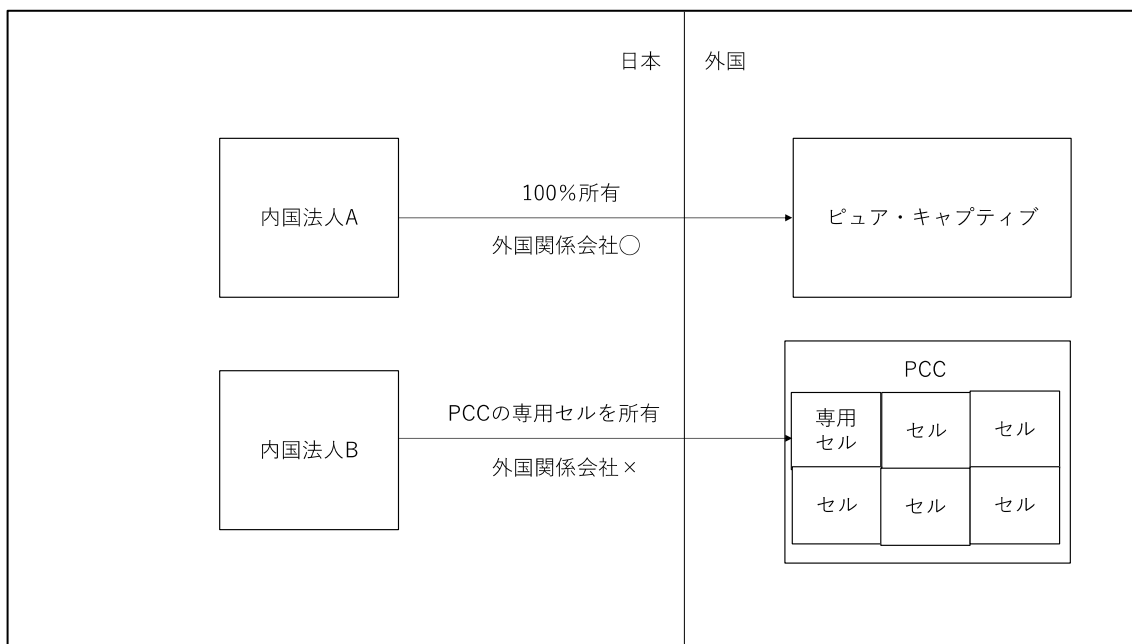 日本
外国
内国法人A
100%所有
外国関係会社○
ピュア・キャプティブ
内国法人B
PCCの専用セルを所有
外国関係会社×
PCC
専用
セル
セル
セル
セル
セル
セル